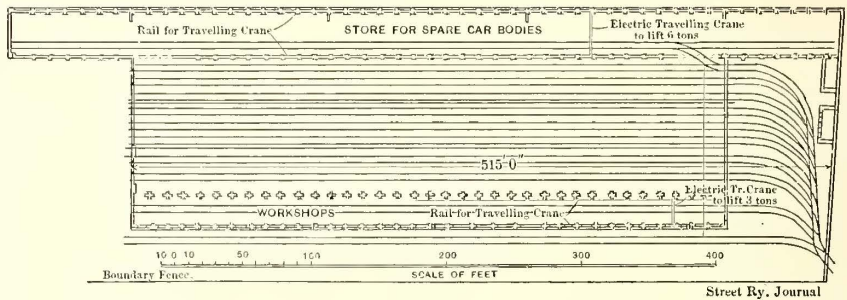 Rail for Travelling Crane
STORE FOR SPARE CAR BODIES
Electric Travelling Crane
to lift 6 tons
515'0"
Electric Tr. Crane
to lift 3 tons
WORKSHOPS
Rail for Travelling Crane
10 0 10 50 100 200 300 400
Boundary Fence.
SCALE OF FEET
Street Ry. Journal